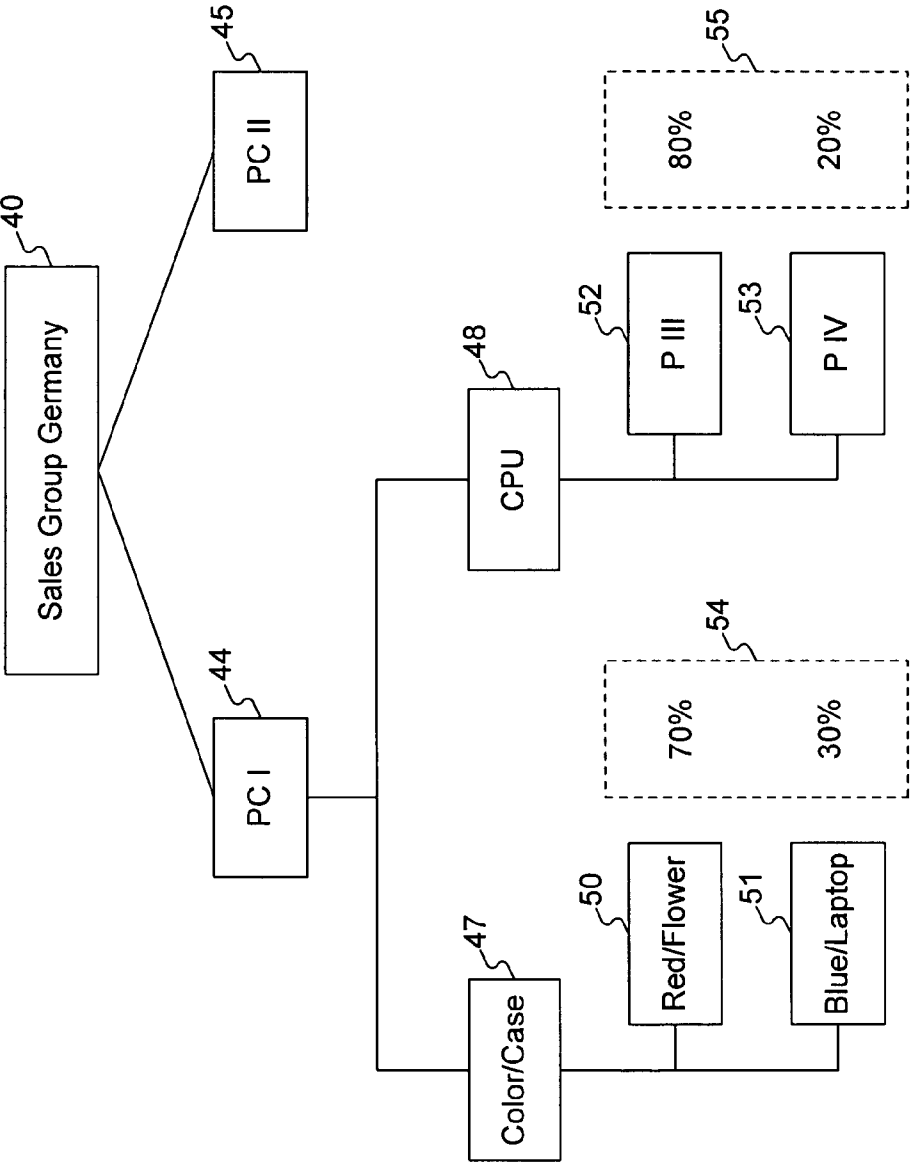 40
Sales Group Germany
44
PC I
45
PC II
47
Color/Case
48
CPU
50
Red/Flower
51
Blue/Laptop
54
70%
30%
52
P III
53
P IV
55
80%
20%